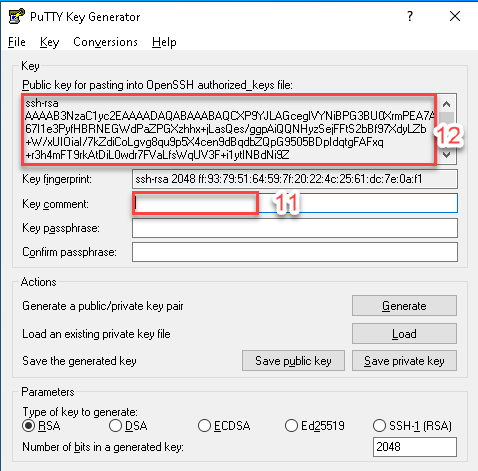 PuTTY Key Generator
?
×
File Key Conversions Help
Key
Public key for pasting into OpenSSH authorized_keys file:
ssh-rsa
AAAAB3NzaC1yc2EAAAADAQABAAABAQCXP9YJLAGcegIVYNiBPG3BU0XrmPEA7A
67I1e3PyfHBRNEGWdPaZPGXzhhx+jLasQes/ggpAiQQNHyzSejFFtS2bBf97XdyLZb
+W/xUIOiaI/7kZdiCoLgvg8qu9p5X4cen9dBqdbZQpG9505BDpIdqtgFAFxq
+r3h4mFT9rkAtDiL0wdr7FVaLfsWqUV3F+i1ytINBdNi9Z
12
Key fingerprint: ssh-rsa 2048 ff:93:79:51:64:59:7f:20:22:4c:25:61:dc:7e:0a:f1
Key comment: 11
Key passphrase:
Confirm passphrase:
Actions
Generate a public/private key pair Generate
Load an existing private key file Load
Save the generated key Save public key Save private key
Parameters
Type of key to generate:
RSA DSA ECDSA Ed25519 SSH-1 (RSA)
Number of bits in a generated key: 2048